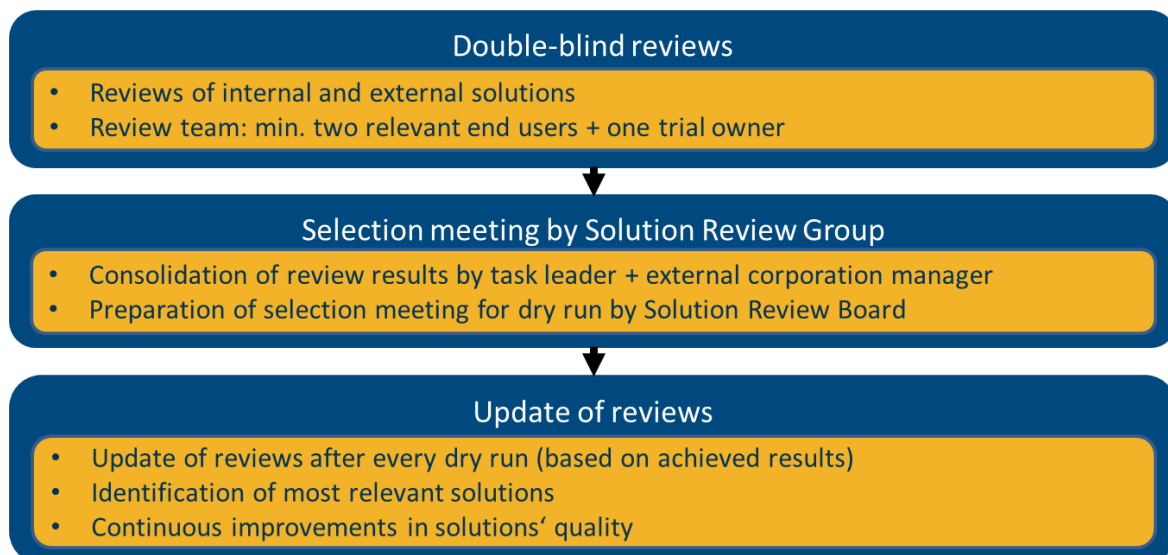 Double-blind reviews
• Reviews of internal and external solutions
• Review team: min. two relevant end users + one trial owner
Selection meeting by Solution Review Group
• Consolidation of review results by task leader + external corporation manager
• Preparation of selection meeting for dry run by Solution Review Board
Update of reviews
• Update of reviews after every dry run (based on achieved results)
• Identification of most relevant solutions
• Continuous improvements in solutions‘ quality